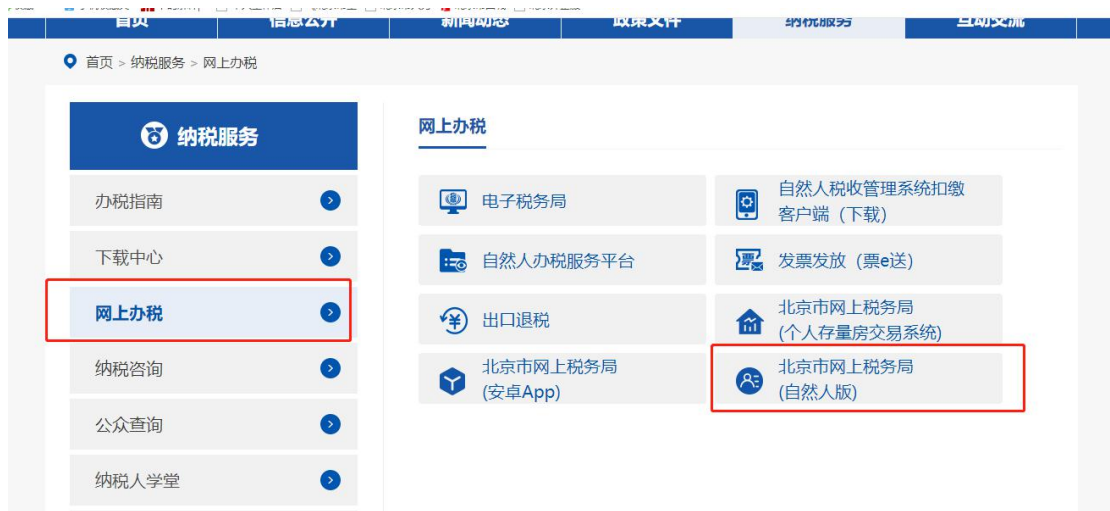 首页 信息公开 新闻动态 政策文件 纳税服务 互动交流
首页 > 纳税服务 > 网上办税
纳税服务
办税指南
下载中心
网上办税
纳税咨询
公众查询
纳税人学堂
网上办税
电子税务局
自然人税收管理系统扣缴
客户端（下载）
自然人办税服务平台
发票发放（票e送）
出口退税
北京市网上税务局
(个人存量房交易系统)
北京市网上税务局
(安卓App)
北京市网上税务局
(自然人版)